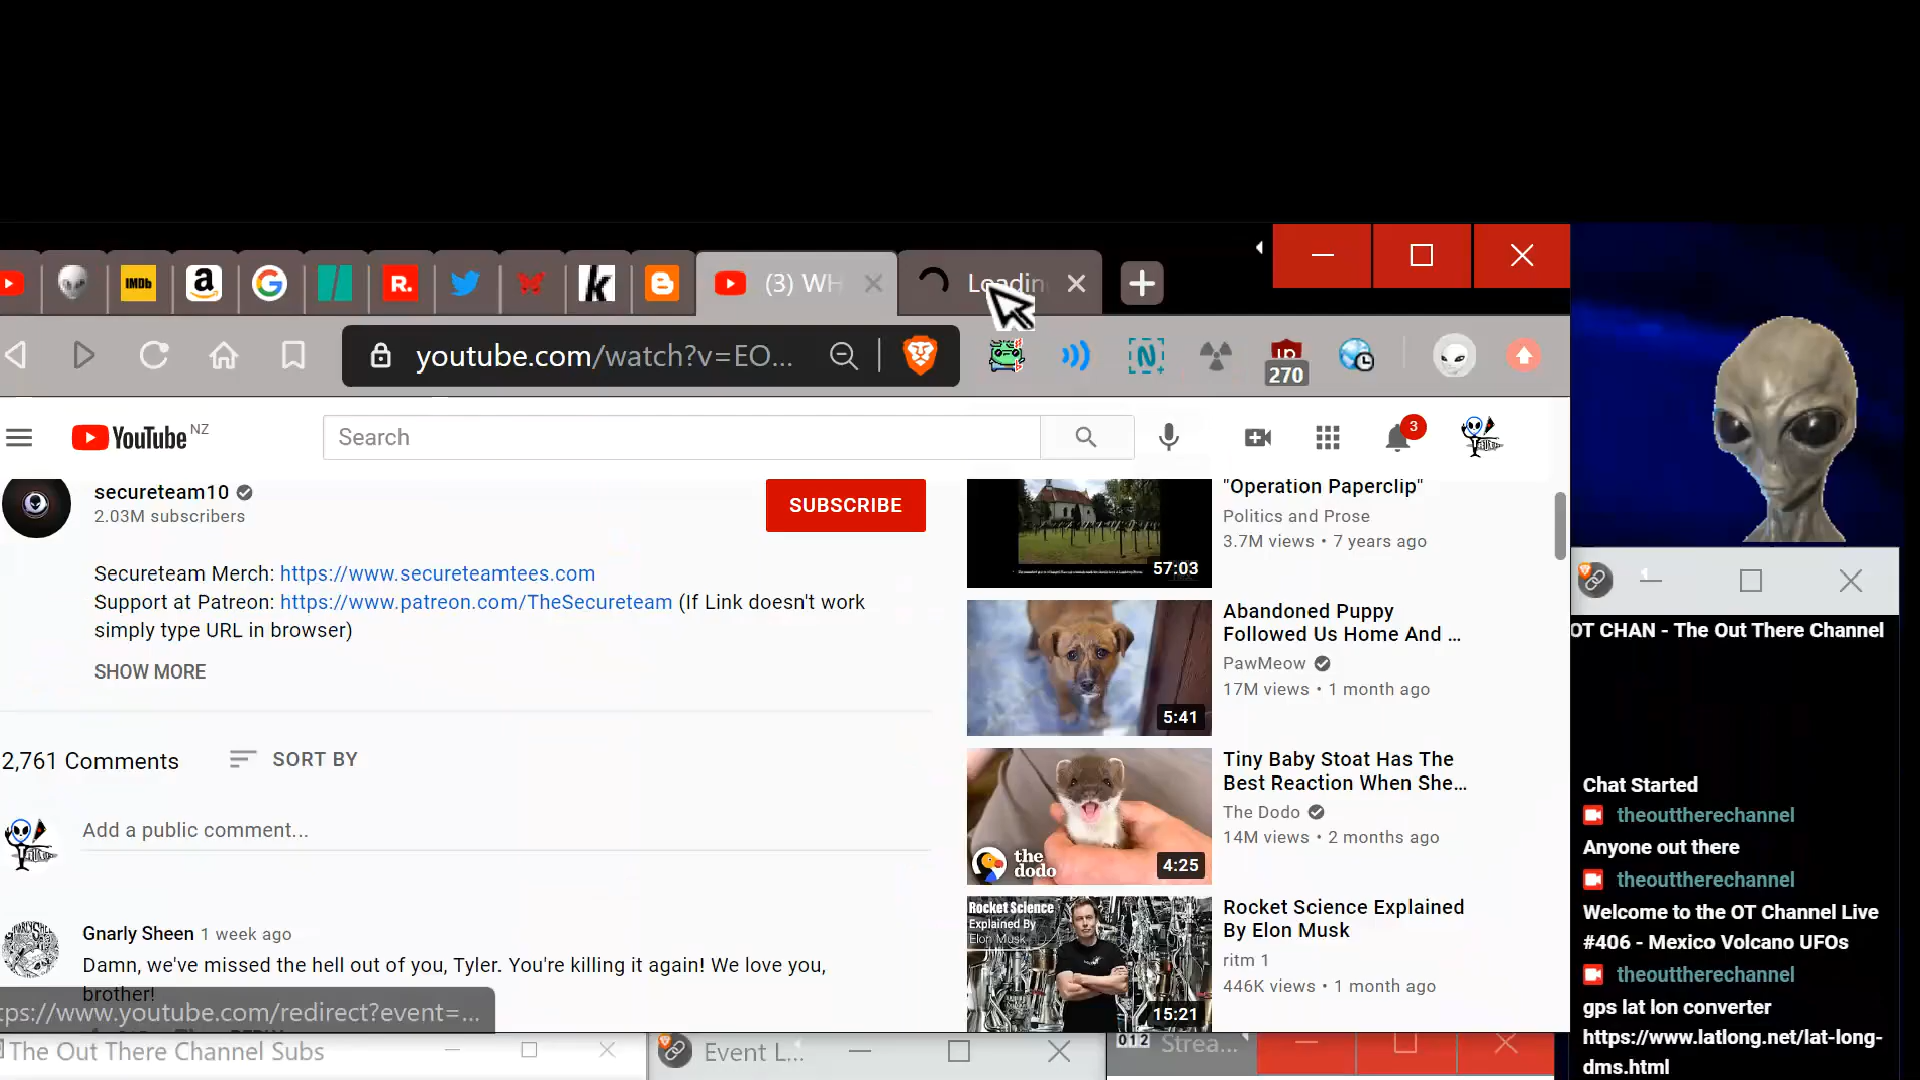 IMDb
a
G
R.
k
(3) WH
Loadin
youtube.com/watch?v=EO...
N
270
YouTube NZ
Search
3
secureteam10
2.03M subscribers
SUBSCRIBE
Secureteam Merch: https://www.secureteamtees.com
Support at Patreon: https://www.patreon.com/TheSecureteam (If Link doesn't work
simply type URL in browser)
SHOW MORE
2,761 Comments
SORT BY
Add a public comment...
Gnarly Sheen 1 week ago
Damn, we've missed the hell out of you, Tyler. You're killing it again! We love you,
brother!
tps://www.youtube.com/redirect?event=...
"Operation Paperclip"
Politics and Prose
3.7M views • 7 years ago
57:03
Abandoned Puppy
Followed Us Home And ...
PawMeow
17M views • 1 month ago
5:41
Tiny Baby Stoat Has The
Best Reaction When She...
The Dodo
14M views • 2 months ago
the
dodo
4:25
Rocket Science Explained
By Elon Musk
ritm 1
446K views • 1 month ago
Rocket Science
Explained By
Elon Musk
15:21
OT CHAN - The Out There Channel
Chat Started
theouttherechannel
Anyone out there
theouttherechannel
Welcome to the OT Channel Live
#406 - Mexico Volcano UFOs
theouttherechannel
gps lat lon converter
https://www.latlong.net/lat-long-
dms.html
The Out There Channel Subs
Event L...
012
Strea...